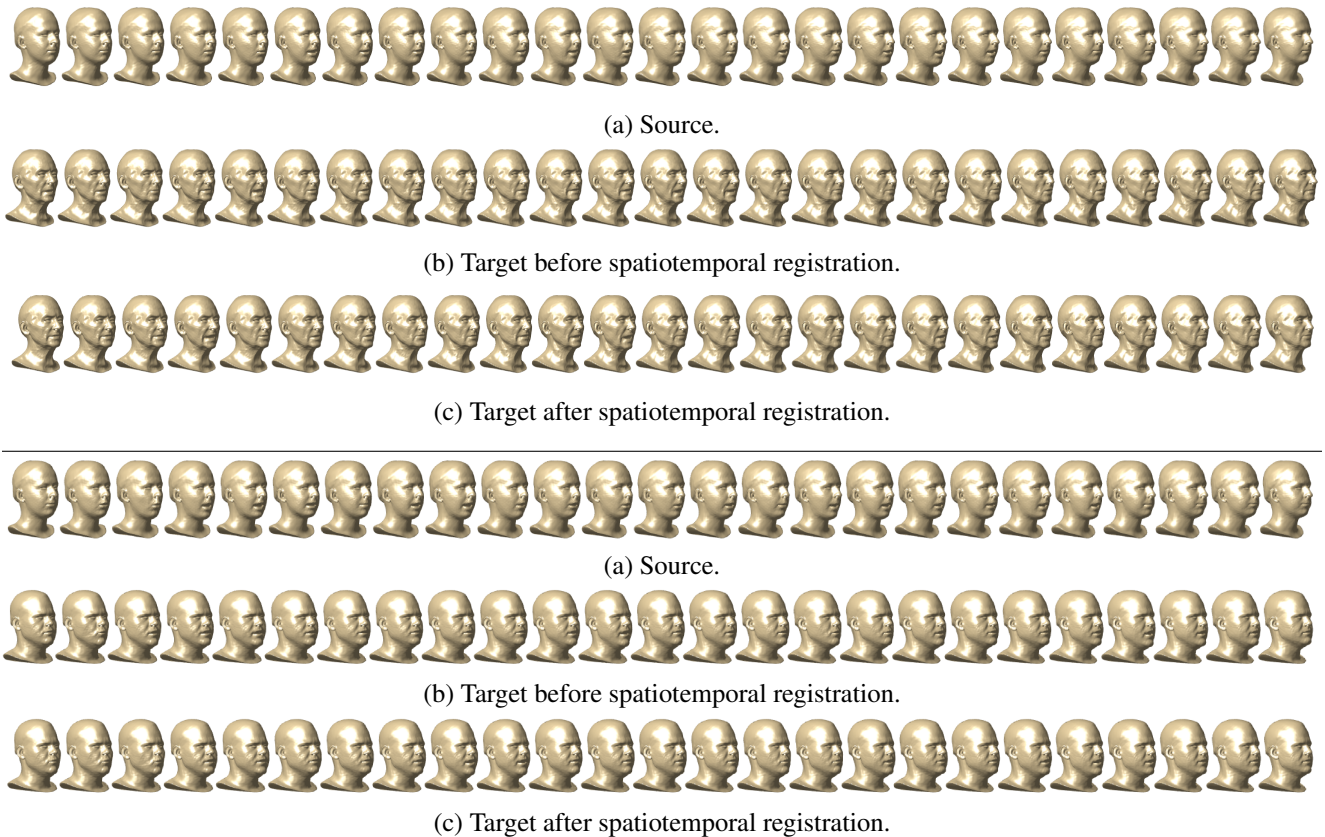 (a) Source.
(b) Target before spatiotemporal registration.
(c) Target after spatiotemporal registration.
(a) Source.
(b) Target before spatiotemporal registration.
(c) Target after spatiotemporal registration.